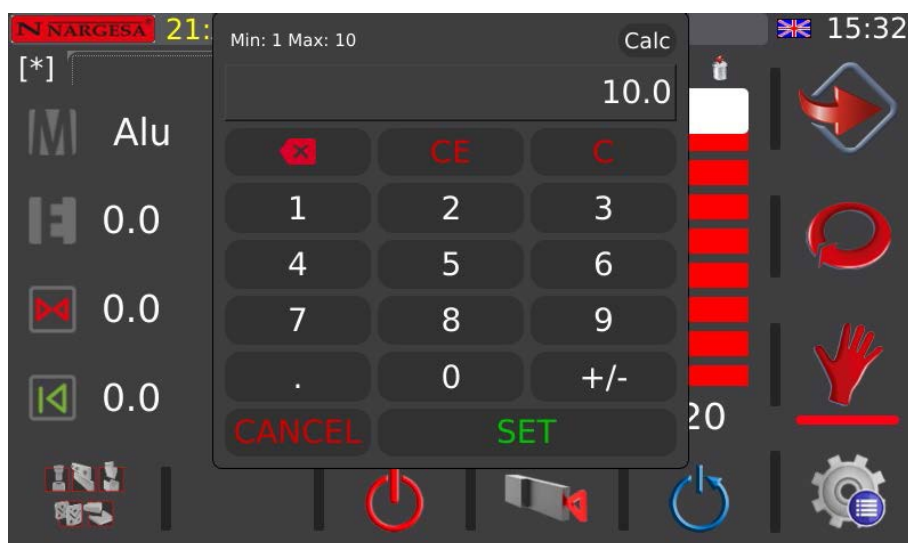 NARGESA 21:
Min: 1 Max: 10
Calc
15:32
[*]
10.0
M Alu
CE C
1 2 3
E 0.0
4 5 6
0.0
7 8 9
. 0 +/-
0.0
20
CANCEL SET